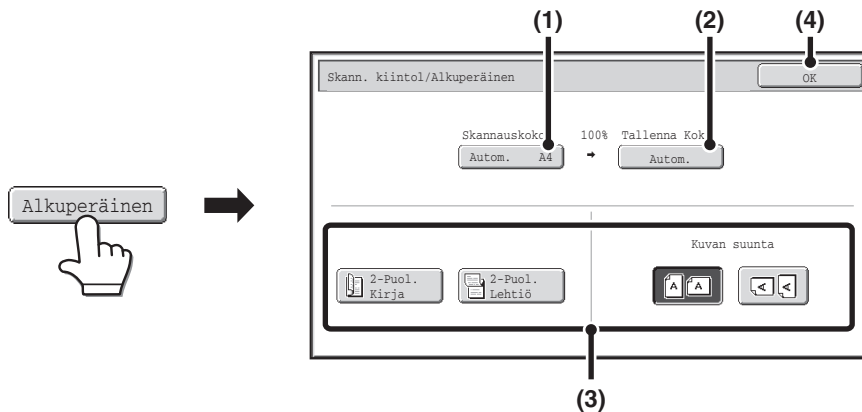 (1) (2) (4)
Skann. kiintol/Alkuperäinen OK
Skannauskoko 100% Tallenna Kok
Autom. A4 Autom.
Alkuperäinen
Kuvan suunta
2-Puol. 2-Puol.
Kirja Lehtiö
A A A A
(3)